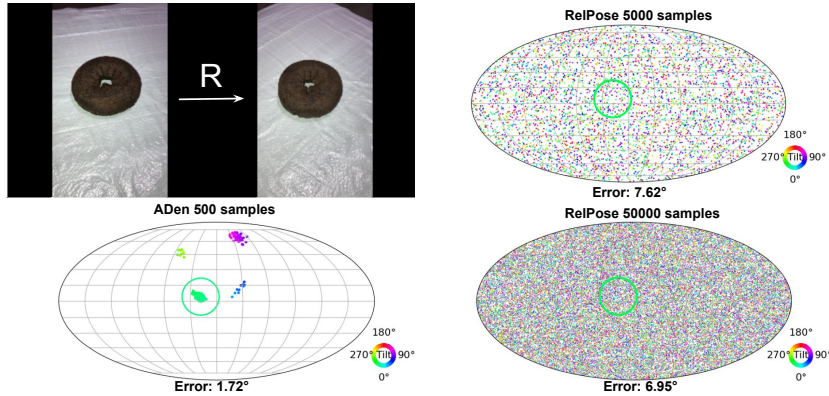 R
RelPose 5000 samples
180°
270° Tilt 90°
0°
Error: 7.62°
ADen 500 samples
180°
270° Tilt 90°
0°
Error: 1.72°
RelPose 50000 samples
180°
270° Tilt 90°
0°
Error: 6.95°